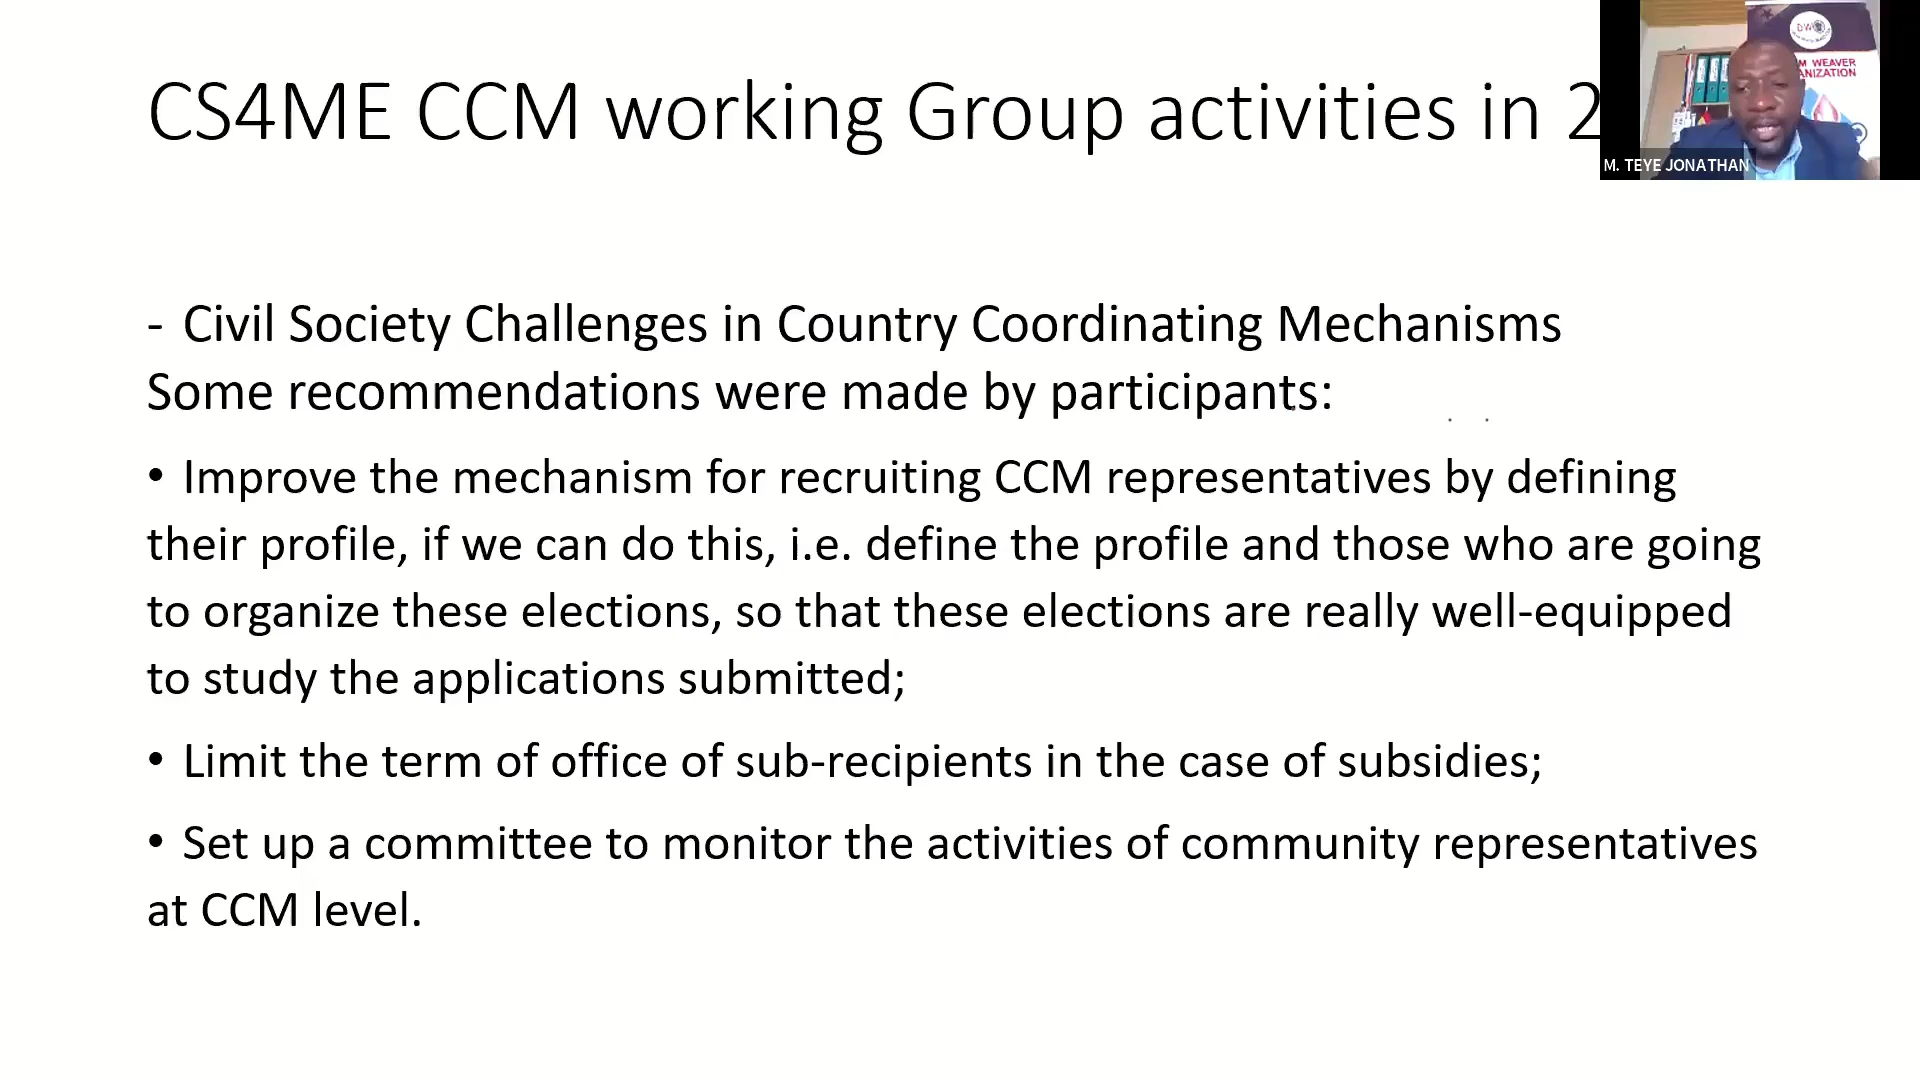 CS4ME CCM working Group activities in 2
DWO
M WEAVER
ANIZATION
M. TEYE JONATHAN
- Civil Society Challenges in Country Coordinating Mechanisms
Some recommendations were made by participants:
• Improve the mechanism for recruiting CCM representatives by defining
their profile, if we can do this, i.e. define the profile and those who are going
to organize these elections, so that these elections are really well-equipped
to study the applications submitted;
• Limit the term of office of sub-recipients in the case of subsidies;
• Set up a committee to monitor the activities of community representatives
at CCM level.